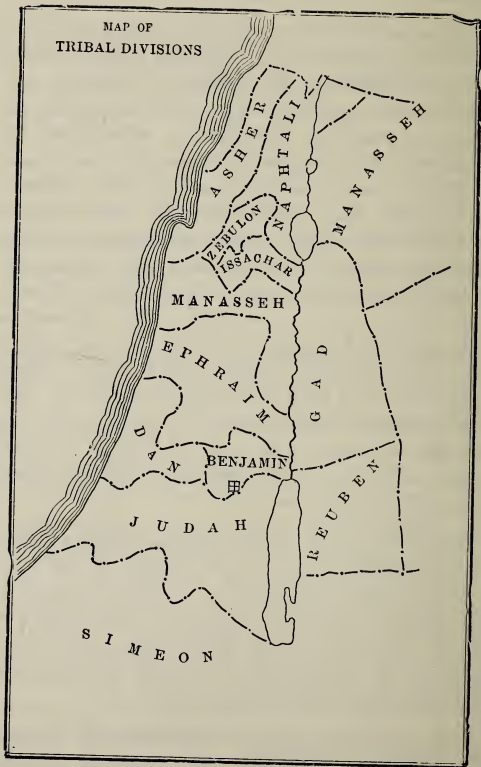 MAP OF
TRIBAL DIVISIONS
ASHER
NAPHTALI
MANASSEH
ZEBULON
ISSACHAR
MANASSEH
EPHRAIM
GAD
DAN
BENJAMIN
REUBEN
JUDAH
SIMEON